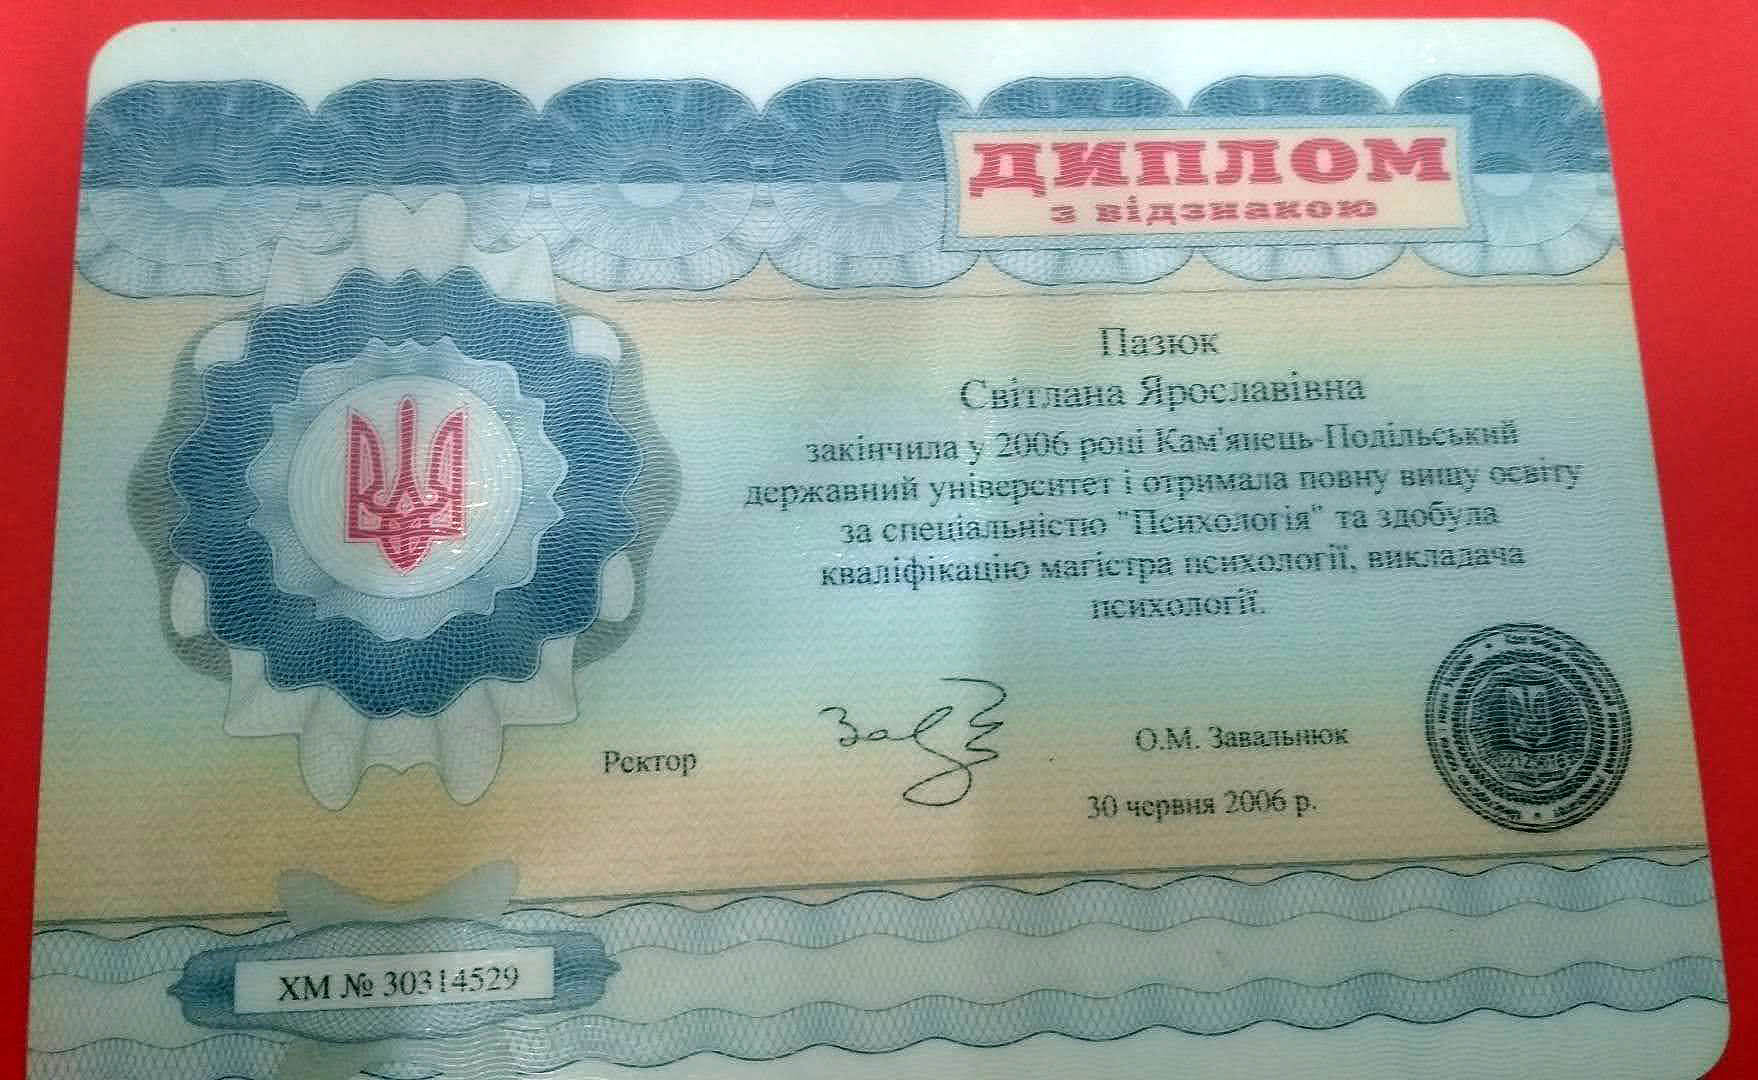 ДИПЛОМ
з відзнакою
Пазюк
Світлана Ярославівна
закінчила у 2006 році Кам'янець-Подільський
державний університет і отримала повну вищу освіту
за спеціальністю "Психологія" та здобула
кваліфікацію магістра психології, викладача
психології.
Ректор
О.М. Завальнюк
30 червня 2006 р.
ХМ № 30314529